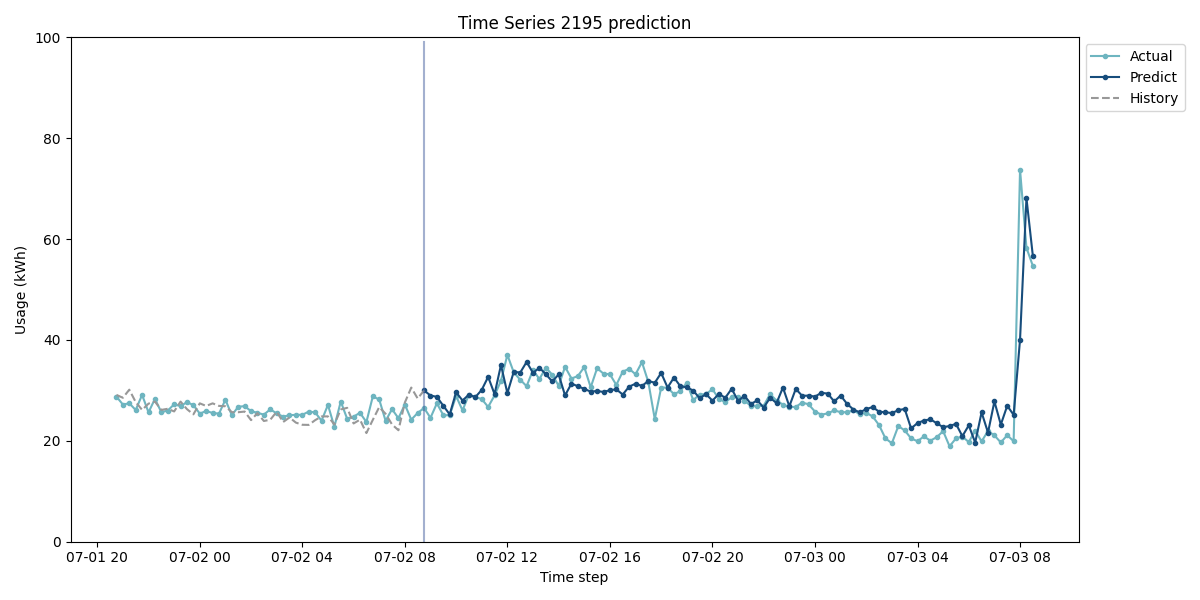 Time Series 2195 prediction
Usage (kWh)
100
80
60
40
20
0
07-01 20
07-02 00
07-02 04
07-02 08
07-02 12
07-02 16
07-02 20
07-03 00
07-03 04
07-03 08
Time step
Actual
Predict
History